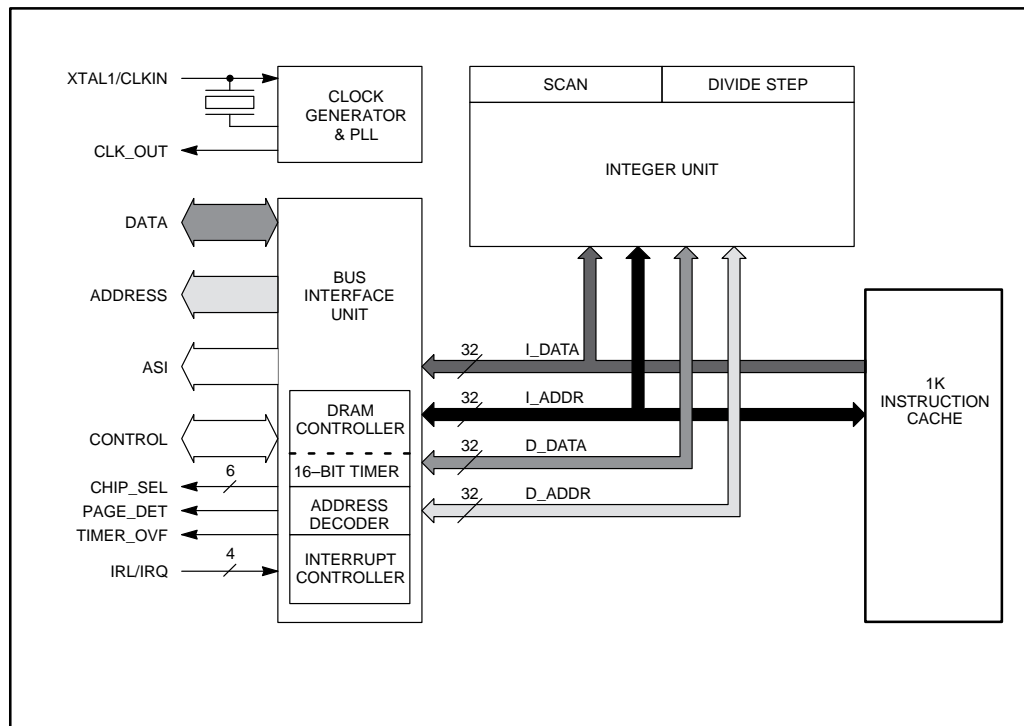 XTAL1/CLKIN
CLOCK
GENERATOR
& PLL
CLK_OUT
SCAN
DIVIDE STEP
INTEGER UNIT
DATA
ADDRESS
ASI
CONTROL
6
CHIP_SEL
PAGE_DET
TIMER_OVF
4
IRL/IRQ
BUS
INTERFACE
UNIT
DRAM
CONTROLLER
16–BIT TIMER
ADDRESS
DECODER
INTERRUPT
CONTROLLER
32 I_DATA
32 I_ADDR
32 D_DATA
32 D_ADDR
1K
INSTRUCTION
CACHE